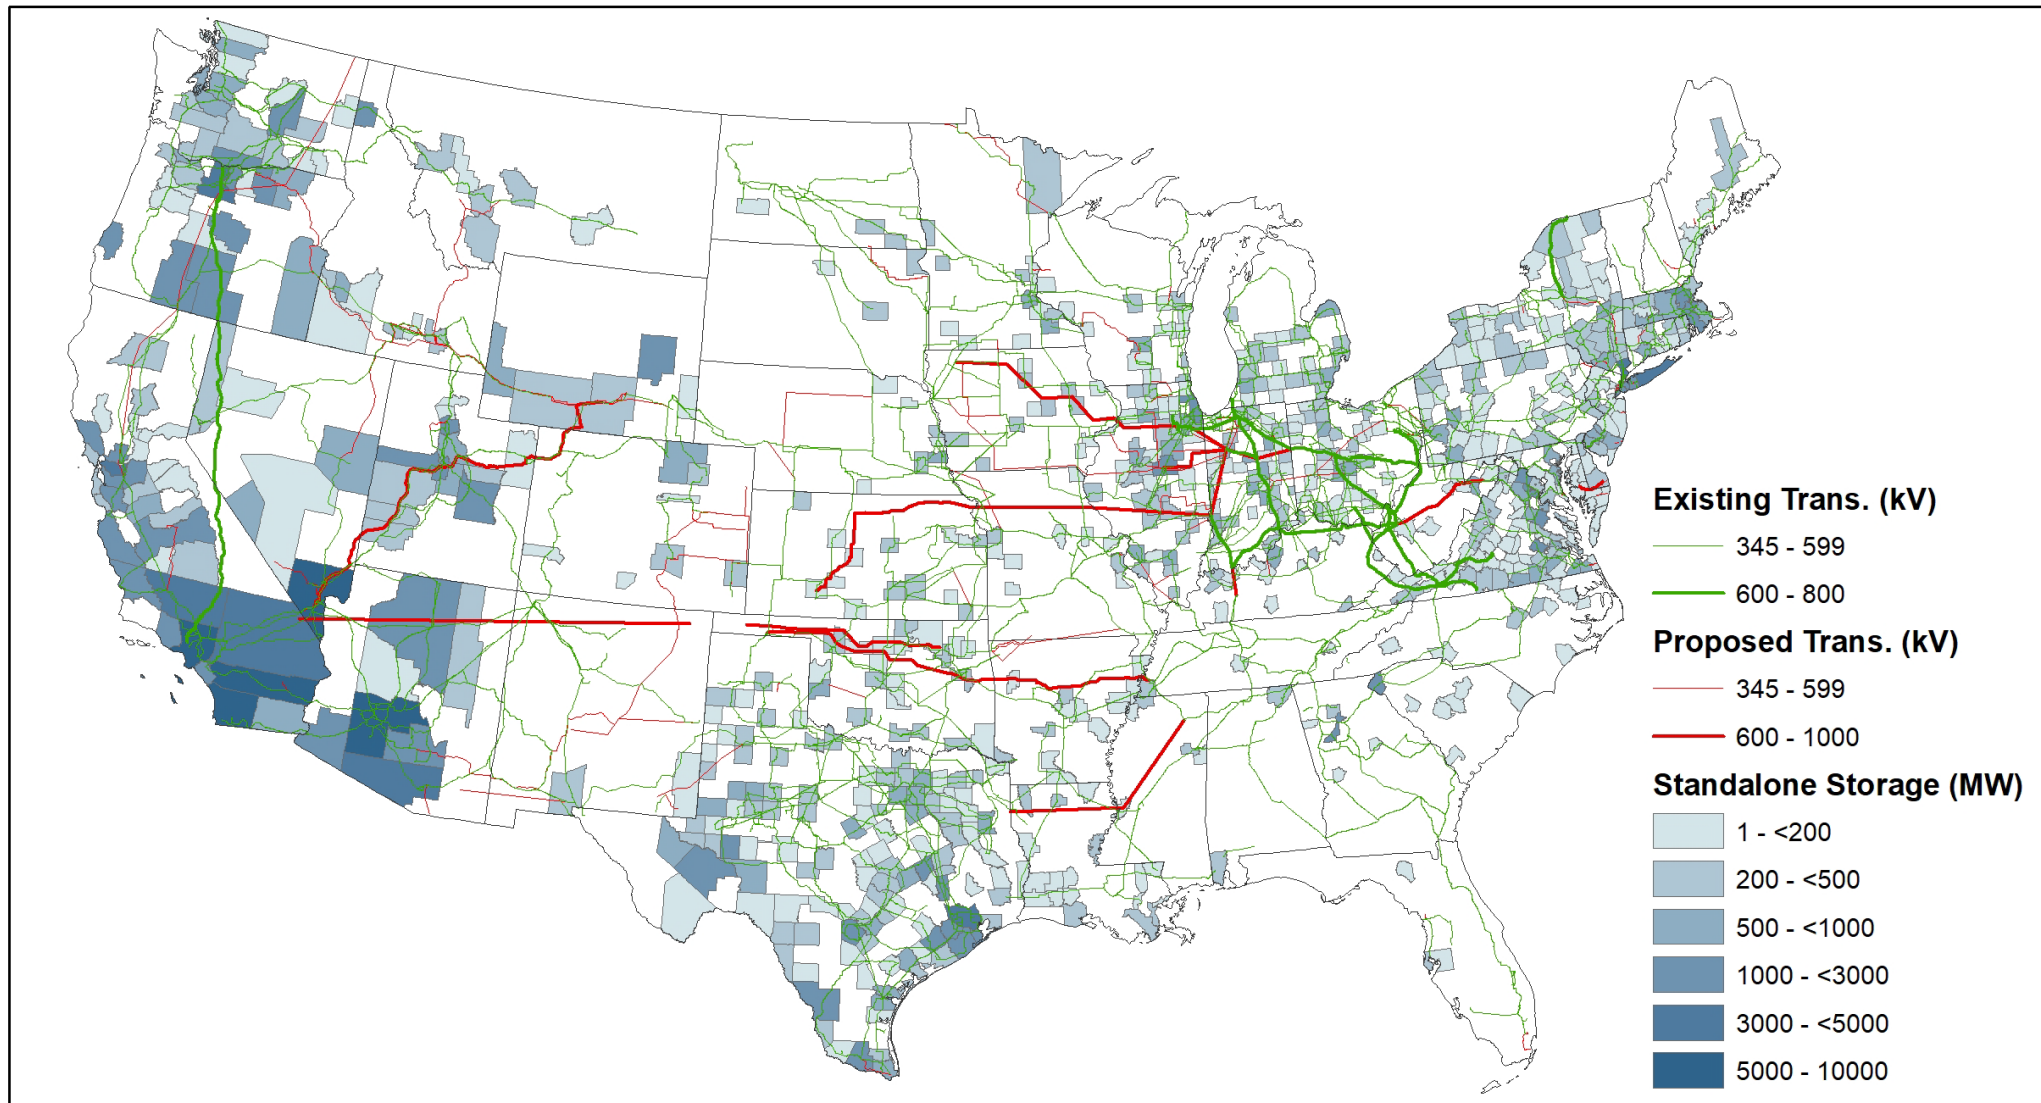 Existing Trans. (kV)
345 - 599
600 - 800
Proposed Trans. (kV)
345 - 599
600 - 1000
Standalone Storage (MW)
1 - <200
200 - <500
500 - <1000
1000 - <3000
3000 - <5000
5000 - 10000